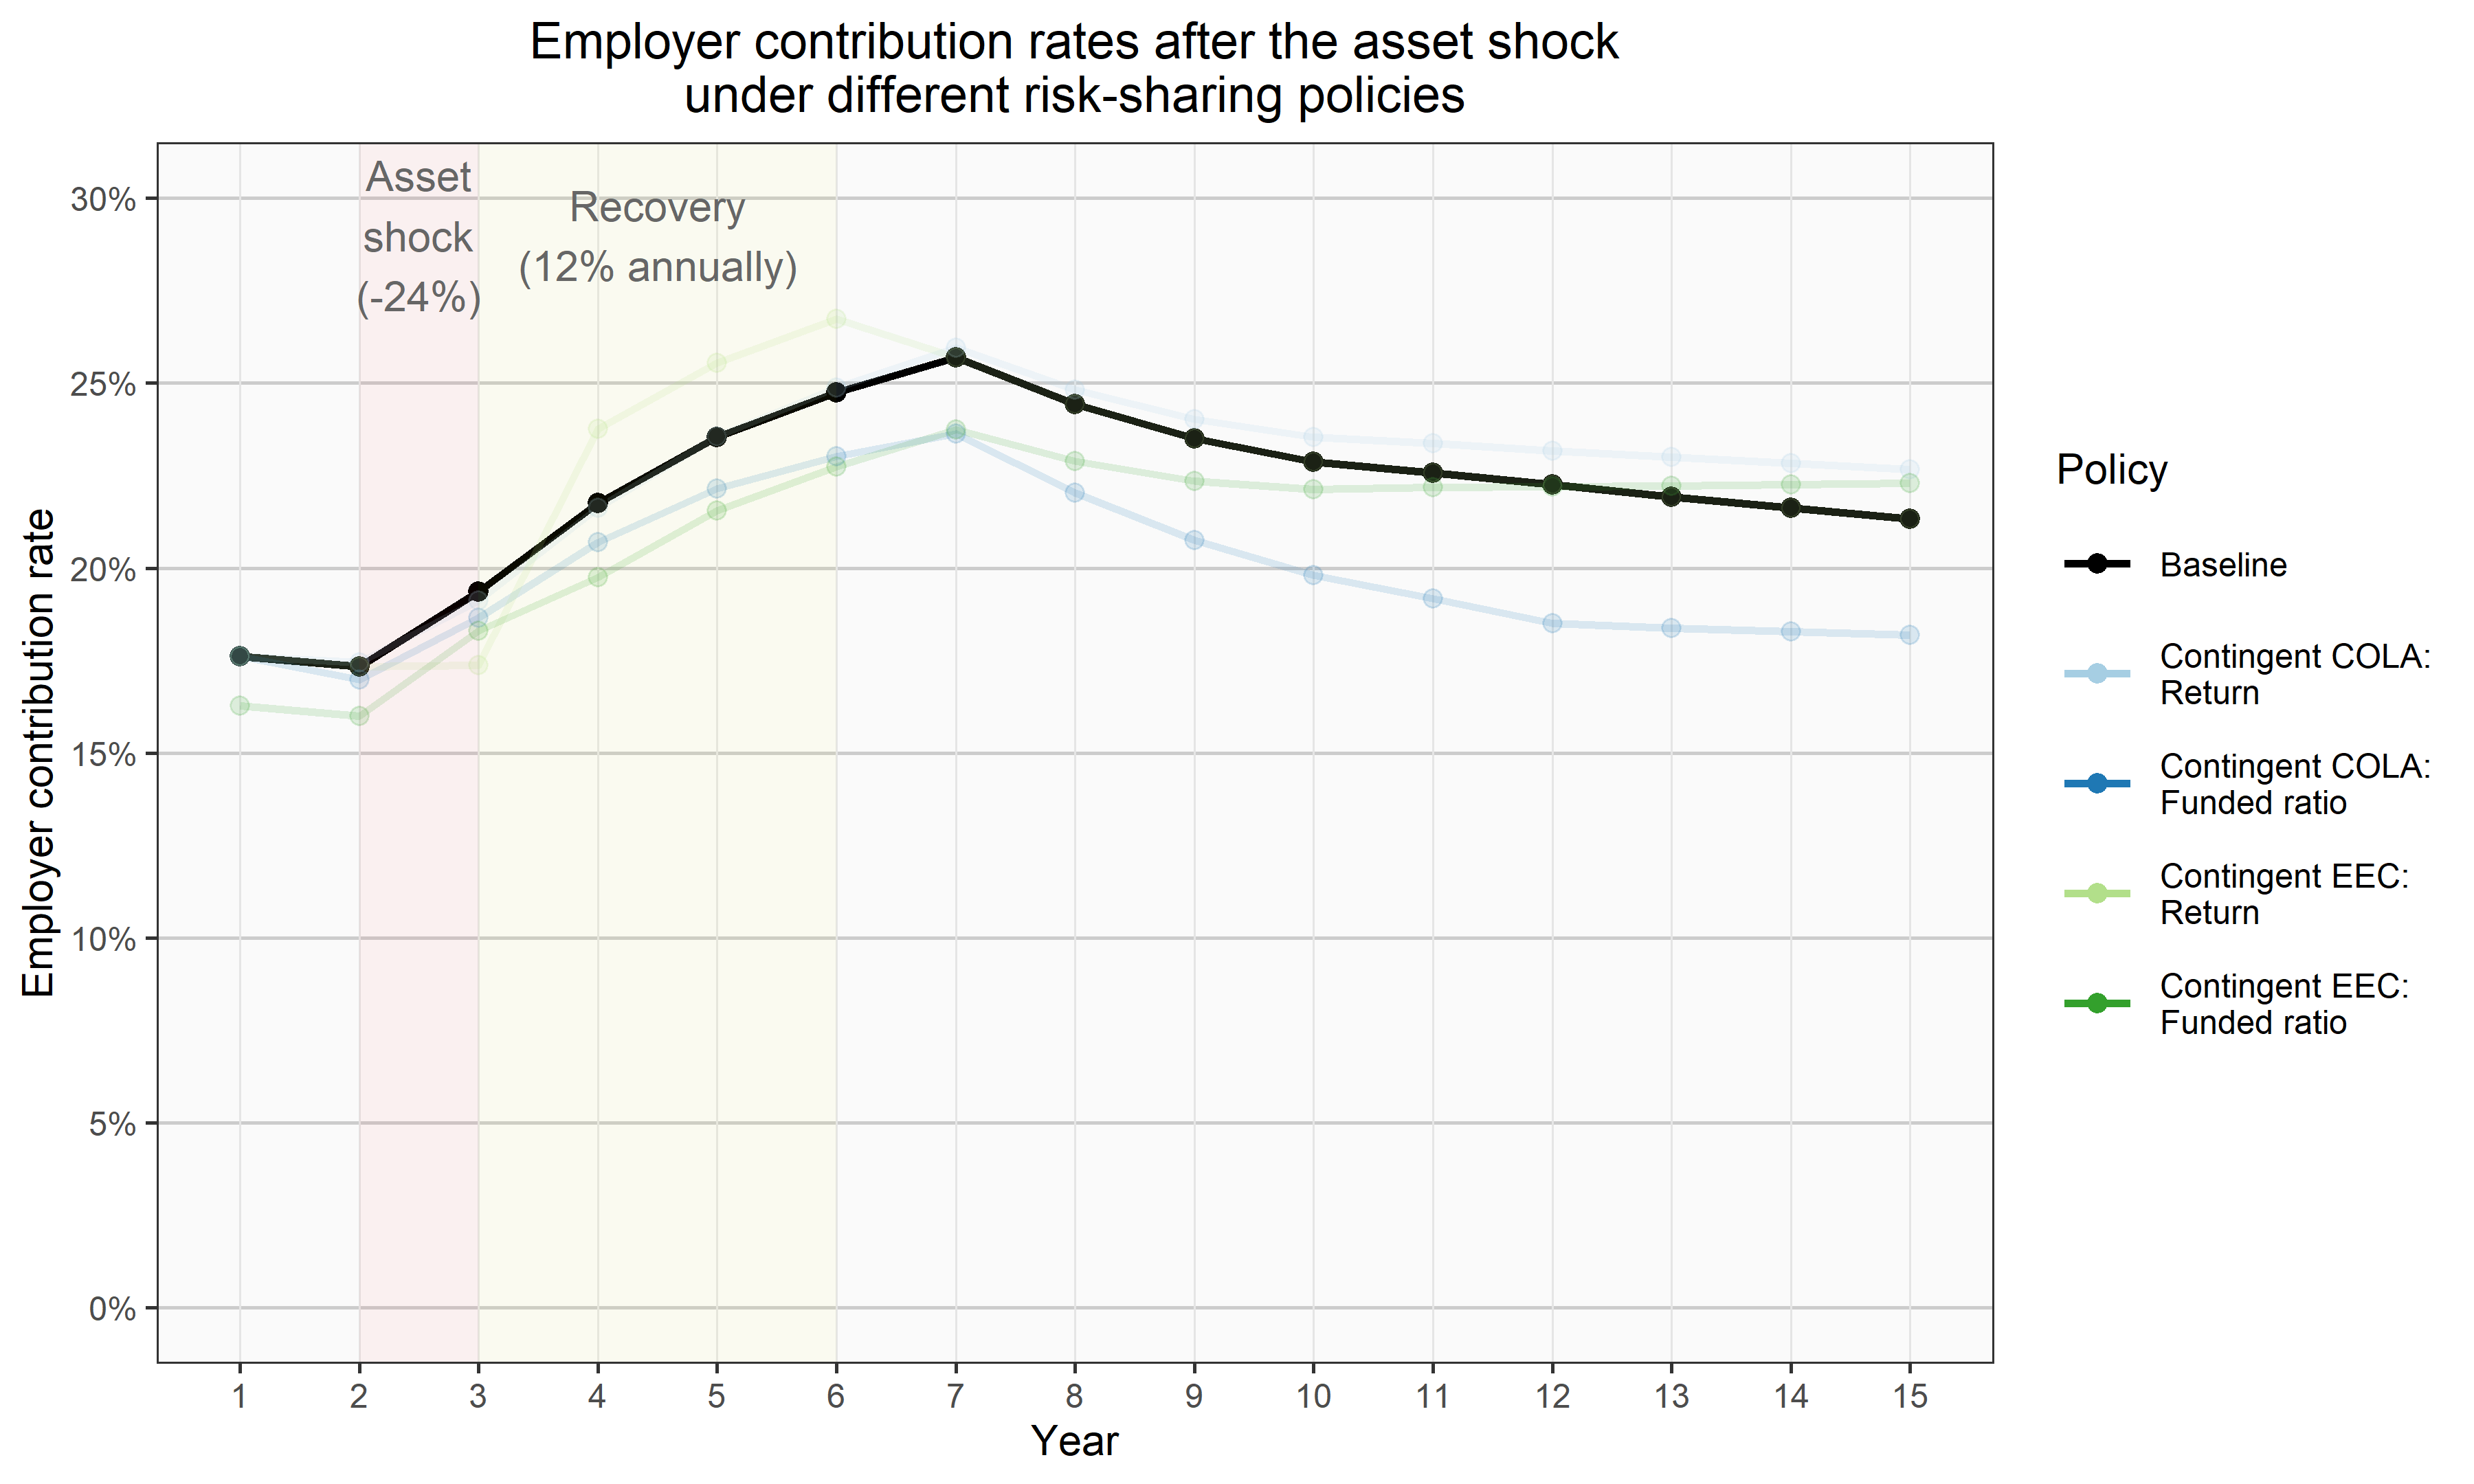 Employer contribution rates after the asset shock
under different risk-sharing policies
Asset
shock
(-24%)
Recovery
(12% annually)
Employer contribution rate
30%
25%
20%
15%
10%
5%
0%
1 2 3 4 5 6 7 8 9 10 11 12 13 14 15
Year
Policy
Baseline
Contingent COLA:
Return
Contingent COLA:
Funded ratio
Contingent EEC:
Return
Contingent EEC:
Funded ratio